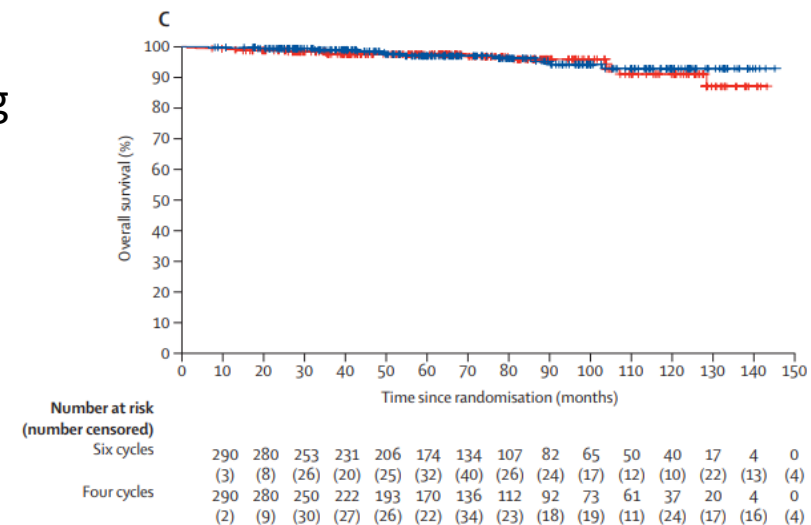 C
g
100
90
80
70
60
50
40
30
20
10
0
Overall survival (%)
0 10 20 30 40 50 60 70 80 90 100 110 120 130 140 150
Time since randomisation (months)
Number at risk
(number censored)
Six cycles 290 280 253 231 206 174 134 107 82 65 50 40 17 4 0
(3) (8) (26) (20) (25) (32) (40) (26) (24) (17) (12) (10) (22) (13) (4)
Four cycles 290 280 250 222 193 170 136 112 92 73 61 37 20 4 0
(2) (9) (30) (27) (26) (22) (34) (23) (18) (19) (11) (24) (17) (16) (4)